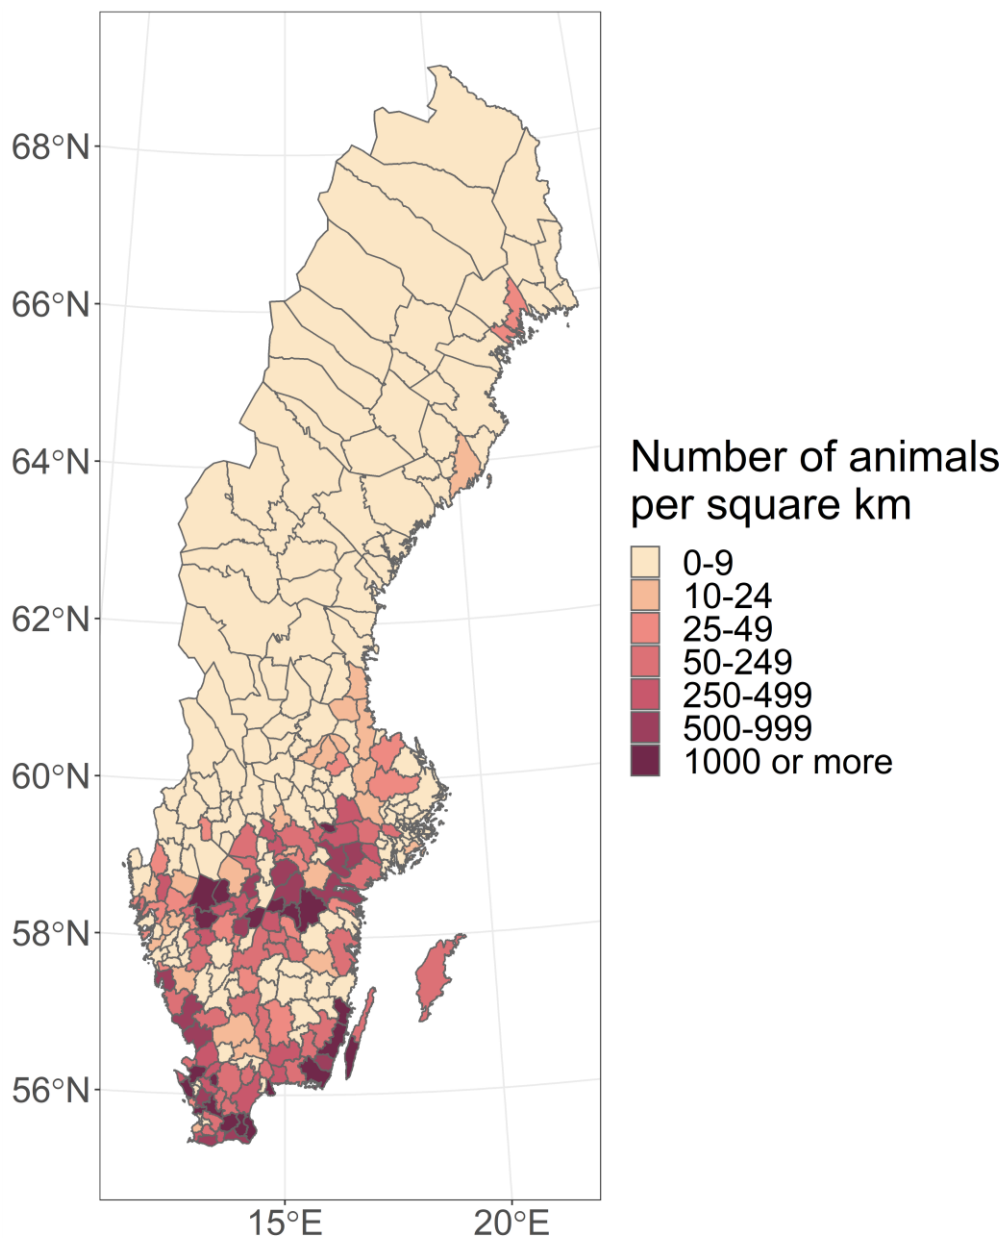 68°N
66°N
64°N
62°N
60°N
58°N
56°N
15°E
20°E
Number of animals
per square km
0-9
10-24
25-49
50-249
250-499
500-999
1000 or more